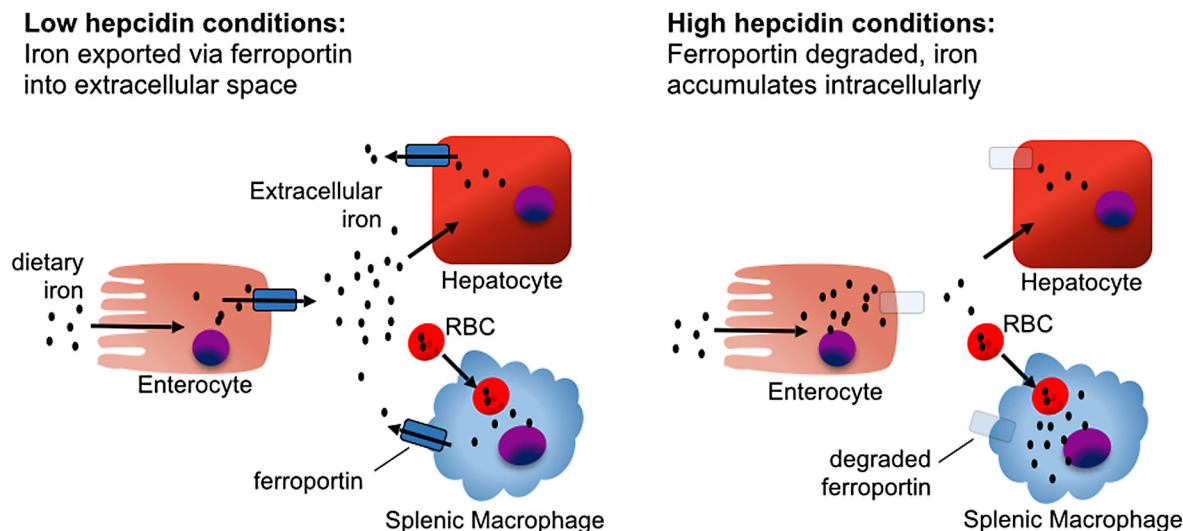 Low hepcidin conditions:
Iron exported via ferroportin
into extracellular space
Extracellular
iron
dietary
iron
Hepatocyte
RBC
Enterocyte
ferroportin
Splenic Macrophage
High hepcidin conditions:
Ferroportin degraded, iron
accumulates intracellularly
Hepatocyte
RBC
Enterocyte
degraded
ferroportin
Splenic Macrophage